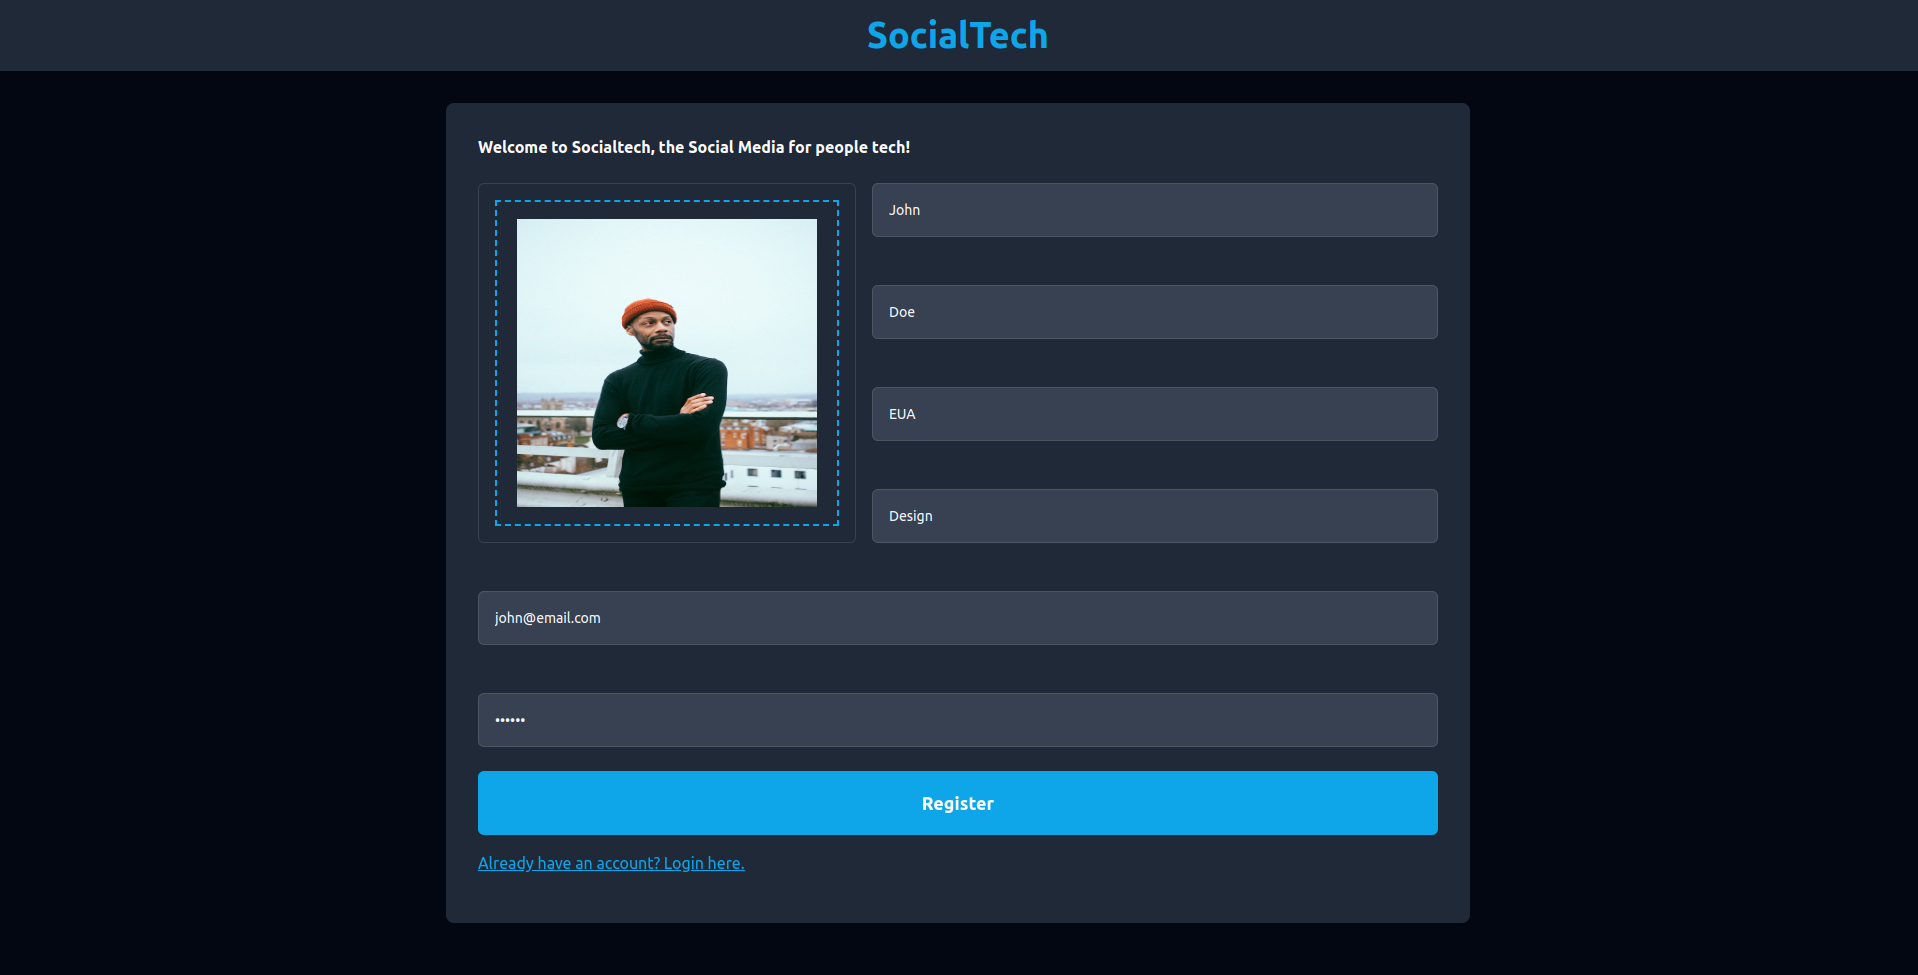 SocialTech
Welcome to Socialtech, the Social Media for people tech!
John
Doe
EUA
Design
john@email.com
••••••
Register
Already have an account? Login here.